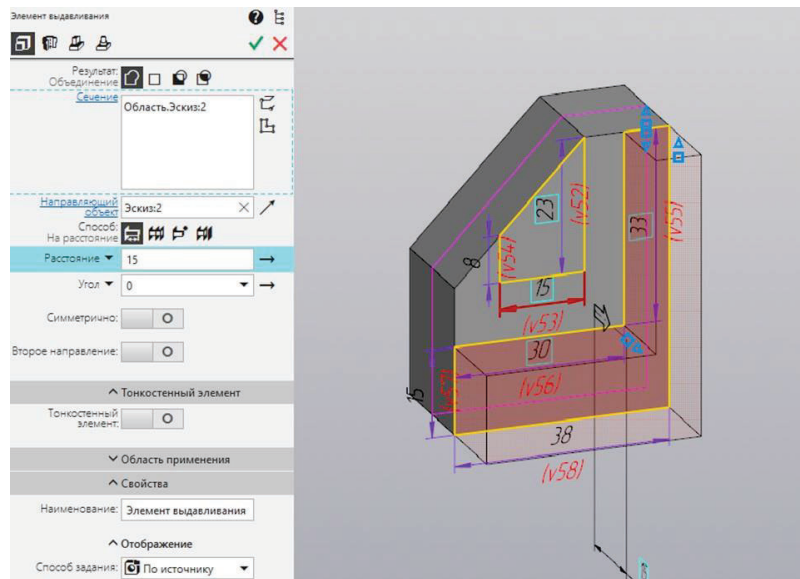 Элемент выдавливания
Результат:
Объединение
Сечение
Область.Эскиз:2
Направляющий
объект
Эскиз:2
Способ:
На расстояние
Расстояние
15
Угол
0
Симметрично:
Второе направление:
Тонкостенный элемент
Тонкостенный
элемент:
Область применения
Свойства
Наименование:
Элемент выдавливания
Отображение
Способ задания:
По источнику
23
(v52)
33
(v55)
8
(v54)
15
(v53)
30
(v56)
15
(v57)
38
(v58)